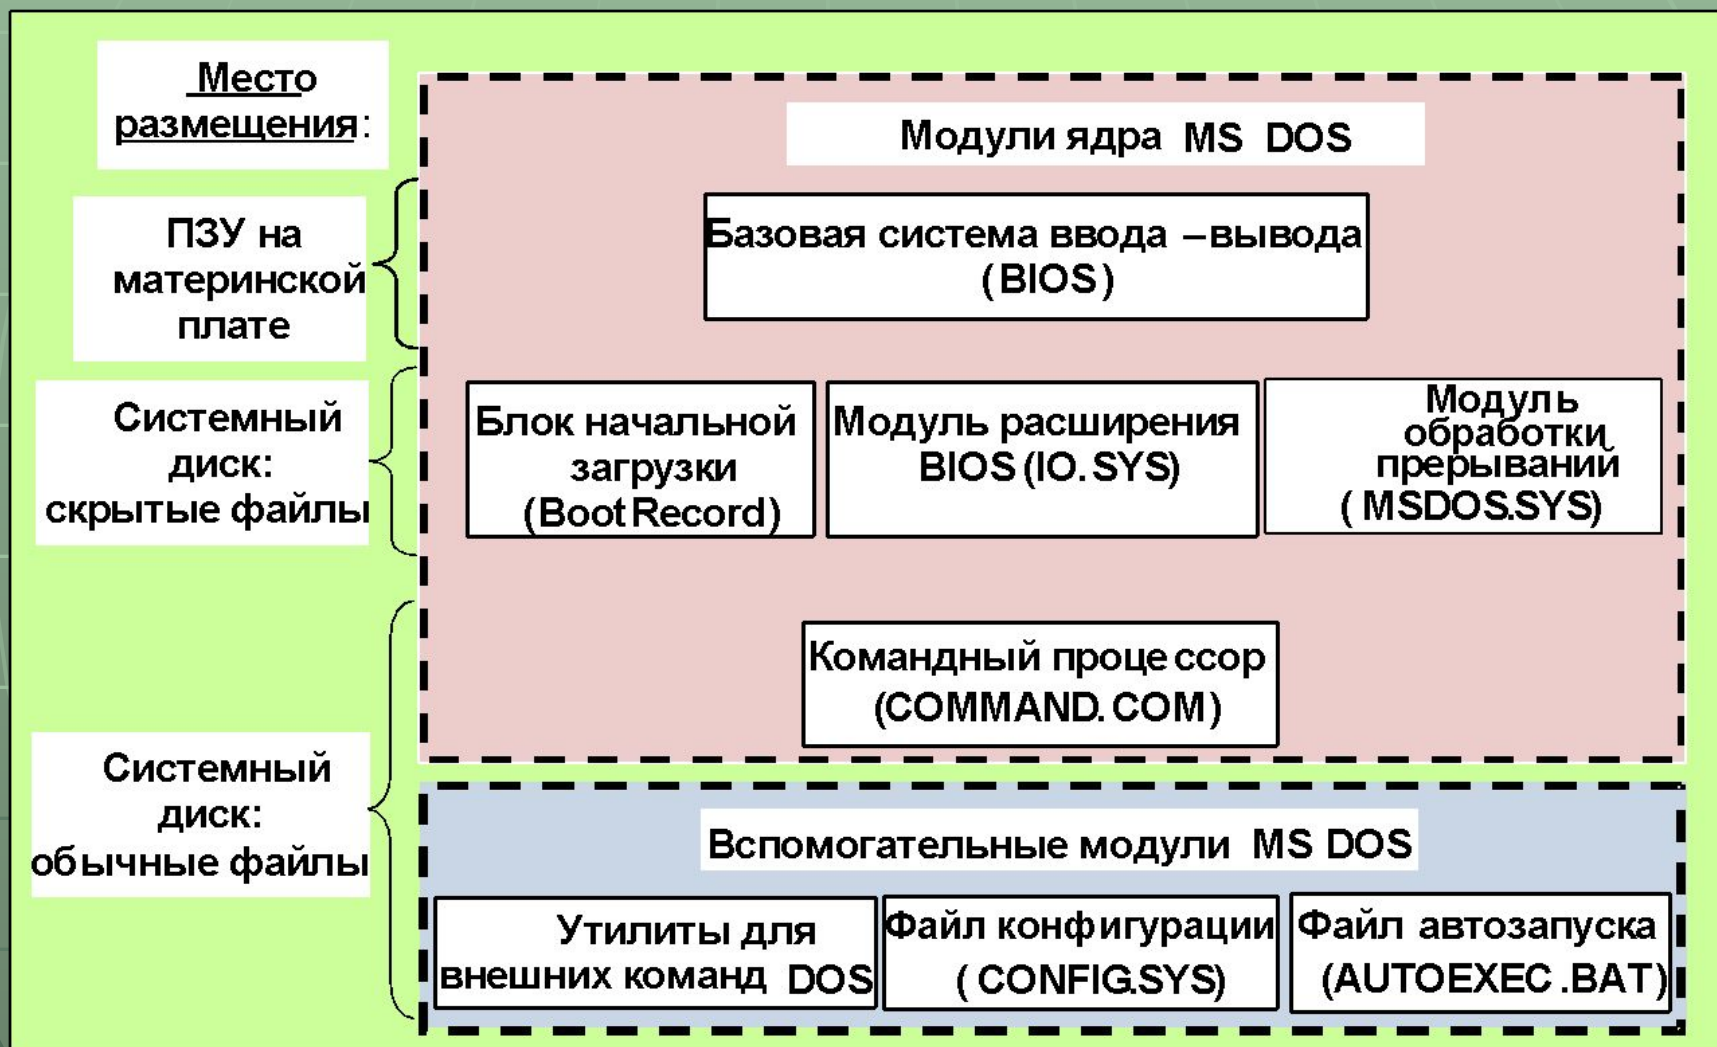 Место
размещения:
Модули ядра MS DOS
ПЗУ на
материнской
плате
Базовая система ввода –вывода
(BIOS)
Системный
диск:
скрытые файлы
Блок начальной
загрузки
(Boot Record)
Модуль расширения
BIOS (IO.SYS)
Модуль
обработки
прерываний
( MSDOS.SYS)
Командный процессор
(COMMAND.COM)
Системный
диск:
обычные файлы
Вспомогательные модули MS DOS
Утилиты для
внешних команд DOS
Файл конфигурации
( CONFIG.SYS)
Файл автозапуска
(AUTOEXEC.BAT)